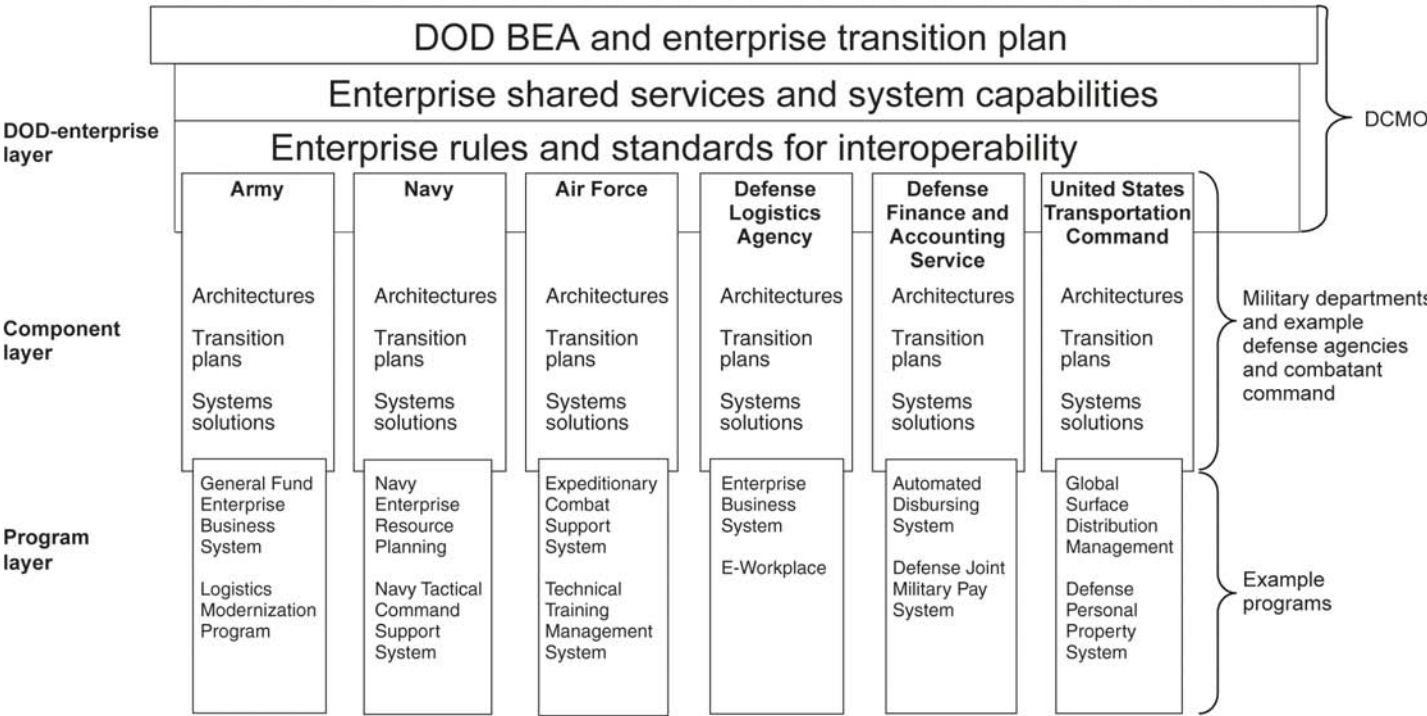 DOD BEA and enterprise transition plan
Enterprise shared services and system capabilities
Enterprise rules and standards for interoperability
DOD-enterprise
layer
DCMO
Army
Navy
Air Force
Defense
Logistics
Agency
Defense
Finance and
Accounting
Service
United States
Transportation
Command
Component
layer
Architectures
Transition
plans
Systems
solutions
Architectures
Transition
plans
Systems
solutions
Architectures
Transition
plans
Systems
solutions
Architectures
Transition
plans
Systems
solutions
Architectures
Transition
plans
Systems
solutions
Architectures
Transition
plans
Systems
solutions
Military departments
and example
defense agencies
and combatant
command
Program
layer
General Fund
Enterprise
Business
System
Logistics
Modernization
Program
Navy
Enterprise
Resource
Planning
Navy Tactical
Command
Support
System
Expeditionary
Combat
Support
System
Technical
Training
Management
System
Enterprise
Business
System
E-Workplace
Automated
Disbursing
System
Defense Joint
Military Pay
System
Global
Surface
Distribution
Management
Defense
Personal
Property
System
Example
programs